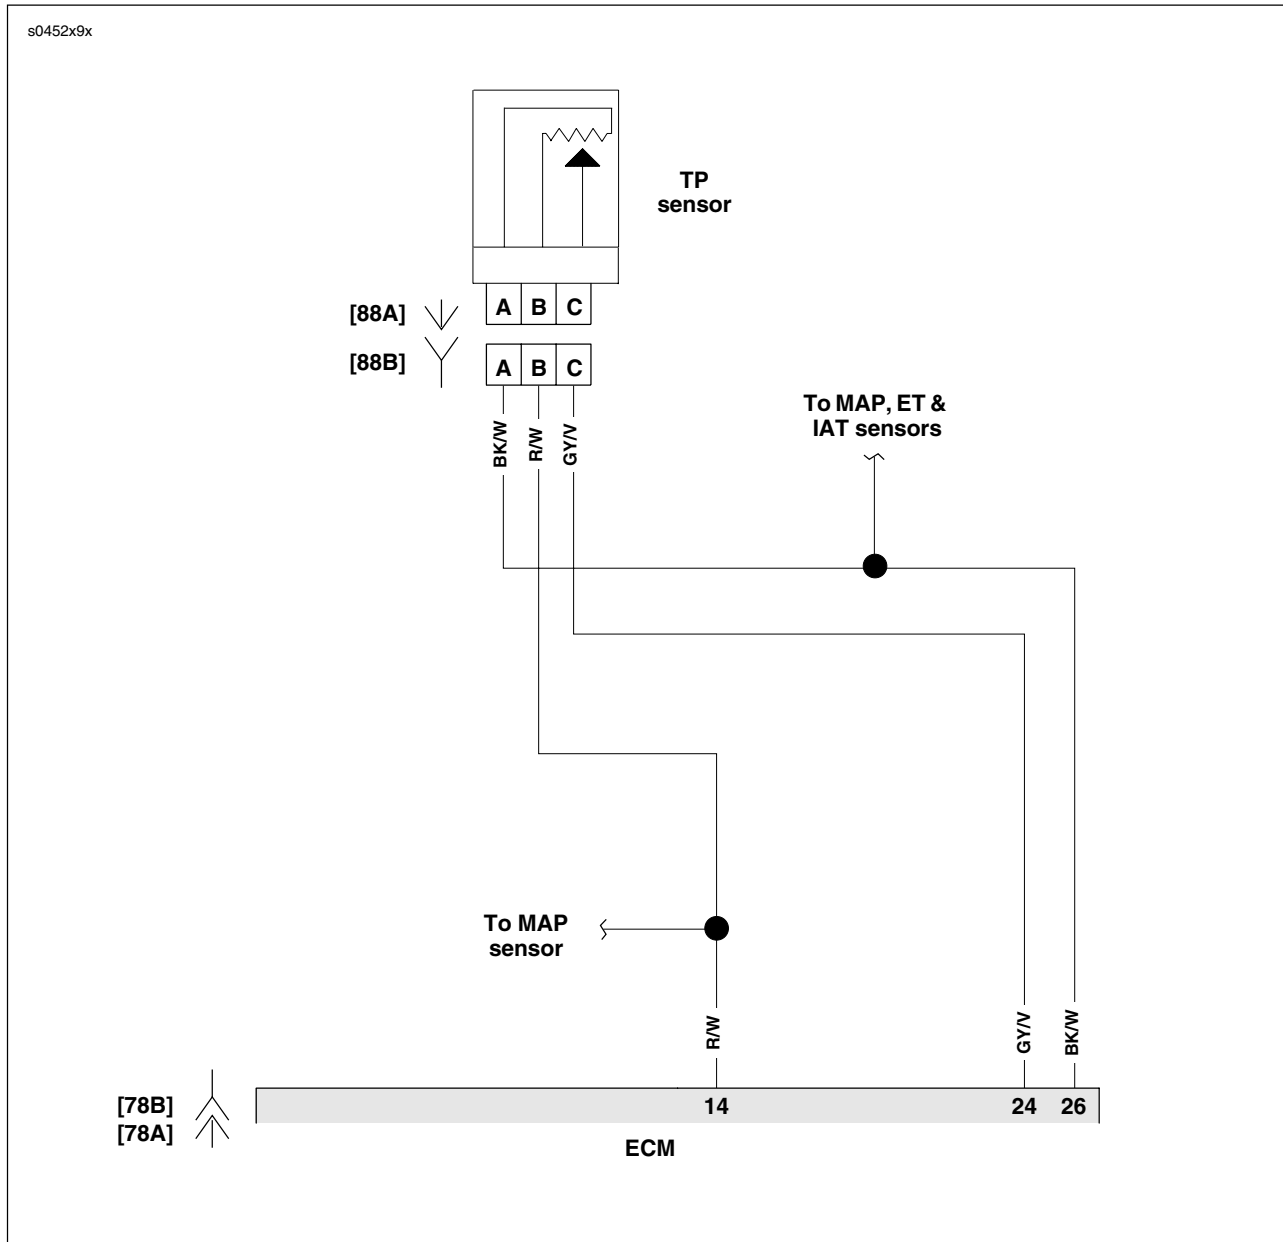 s0452x9x
TP
sensor
[88A]
A B C
[88B]
A B C
BK/W
R/W
GY/V
To MAP, ET &
IAT sensors
To MAP
sensor
R/W
GY/V
BK/W
[78B]
14 24 26
[78A]
ECM